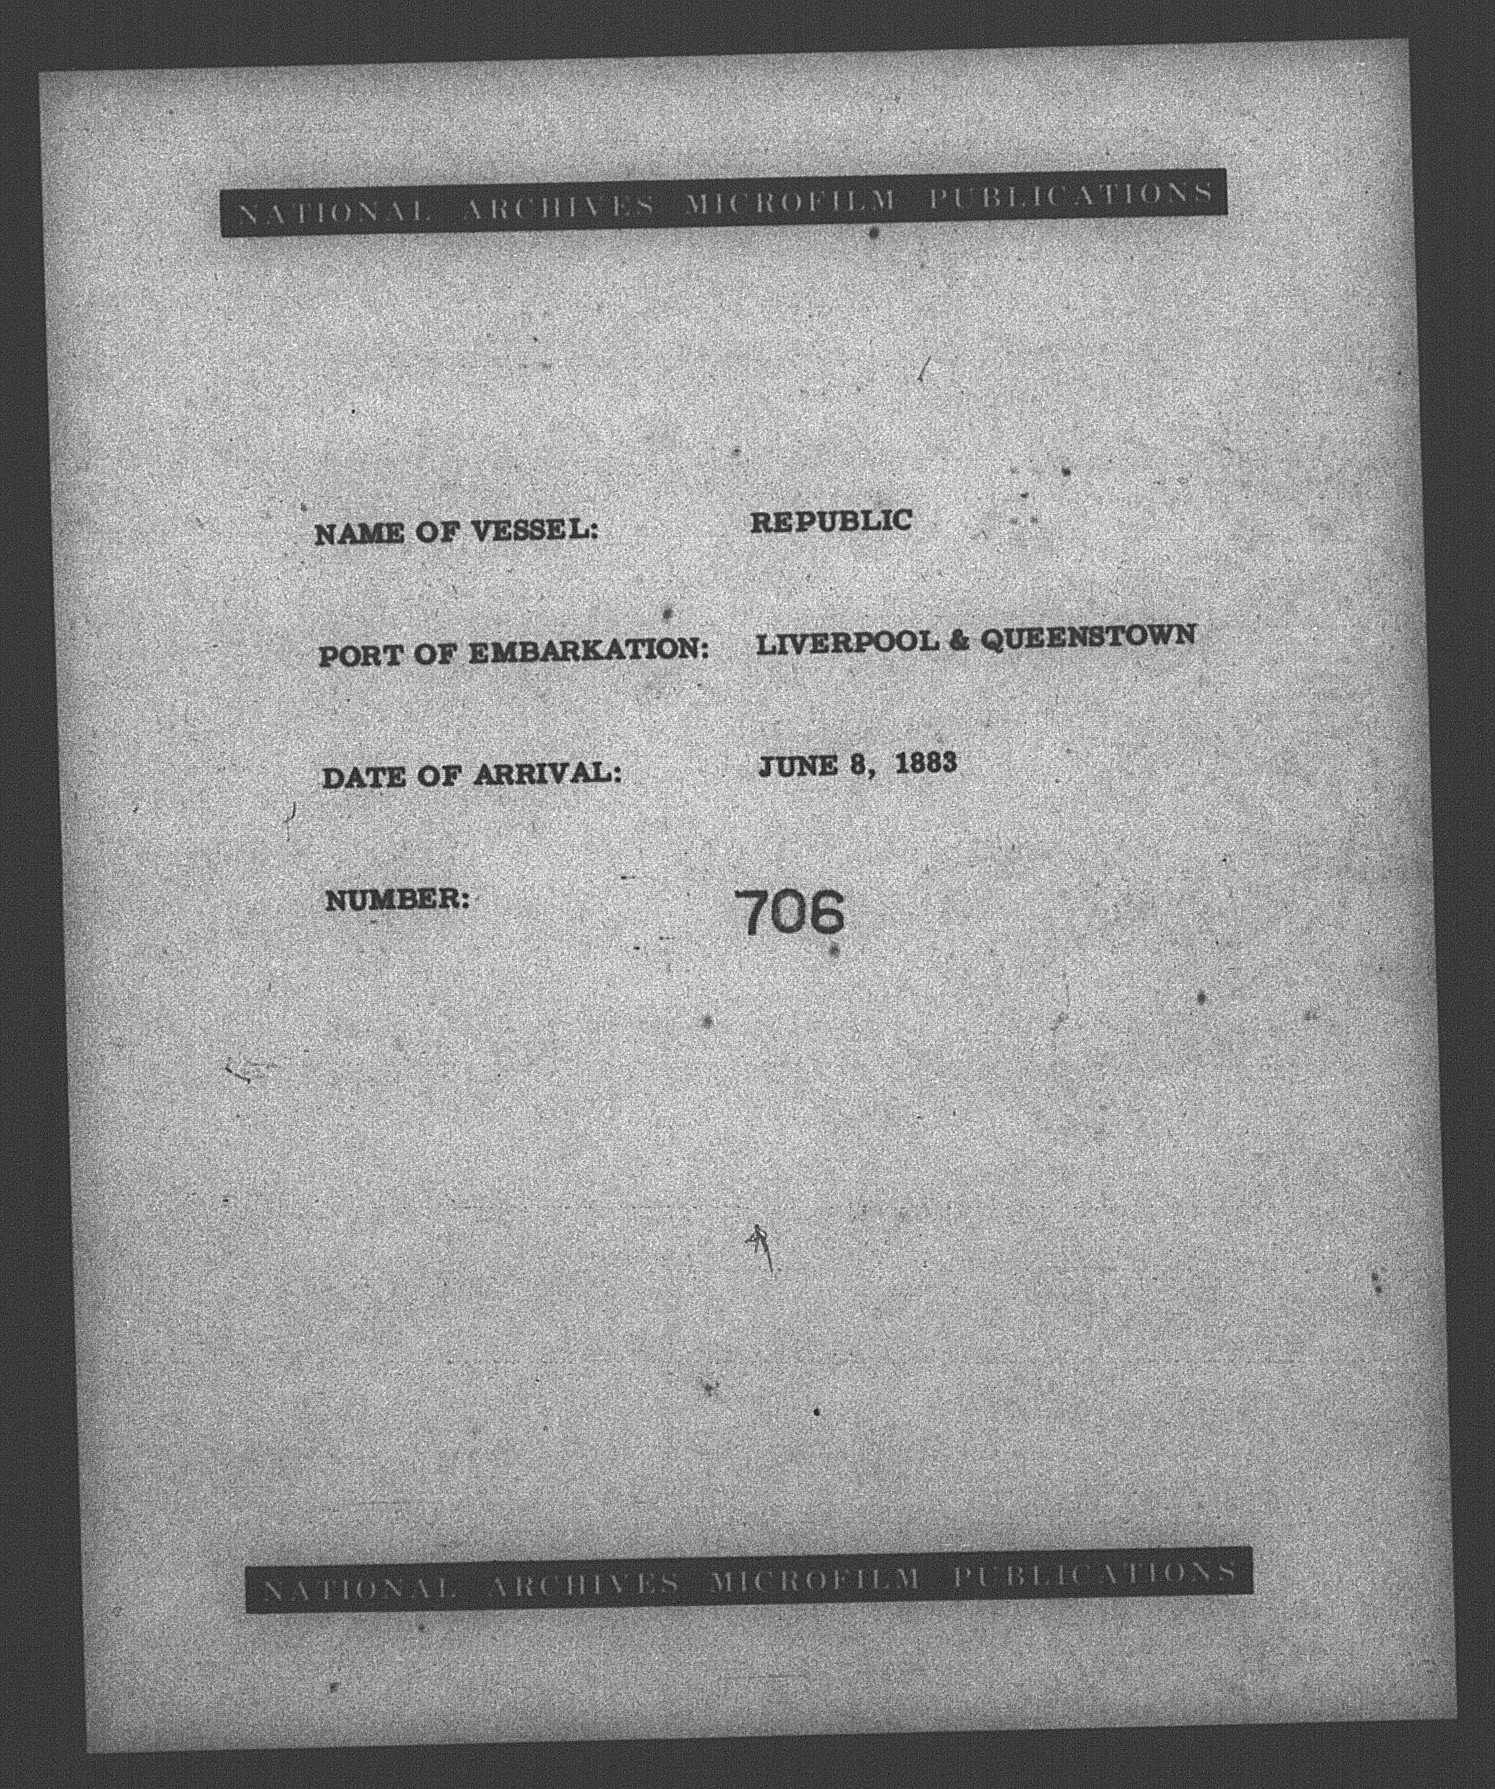 NATIONAL ARCHIVES MICROFILM PUBLICATIONS
NAME OF VESSEL: REPUBLIC
PORT OF EMBARKATION: LIVERPOOL & QUEENSTOWN
DATE OF ARRIVAL: JUNE 8, 1883
NUMBER: 706
NATIONAL ARCHIVES MICROFILM PUBLICATIONS